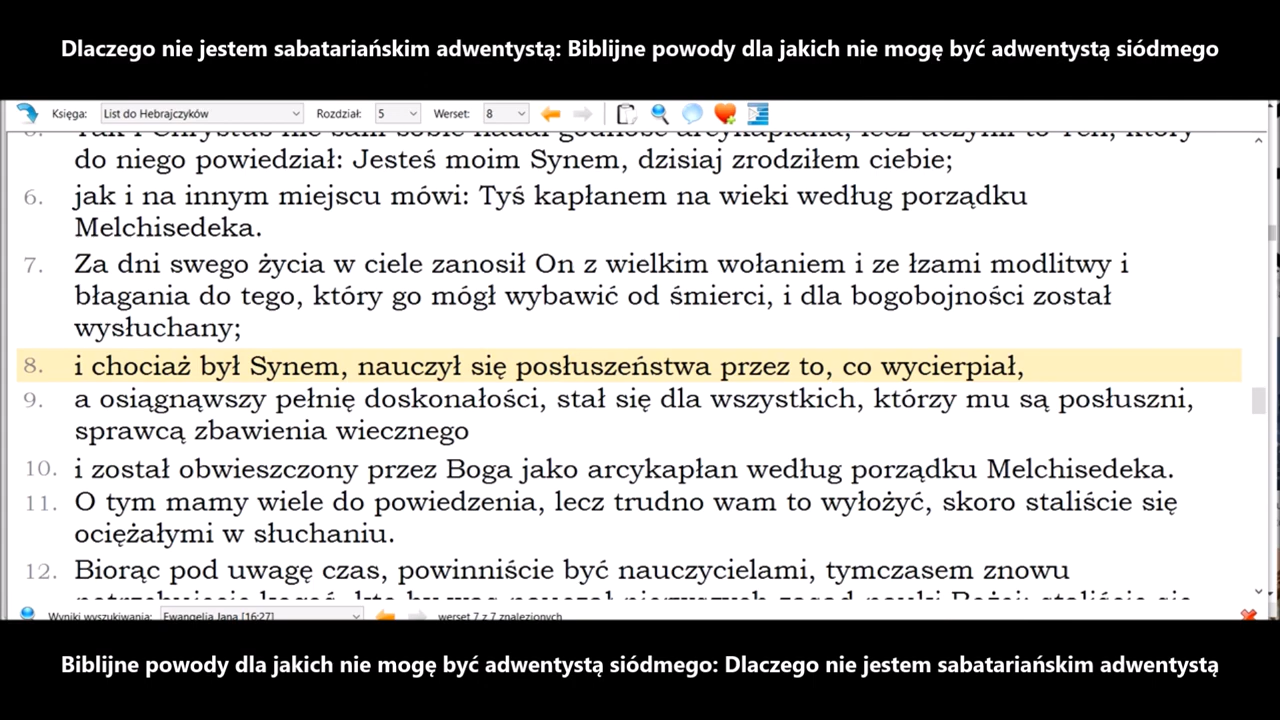 Dlaczego nie jestem sabatariańskim adwentystą: Biblijne powody dla jakich nie mogę być adwentystą siódmego
Księga: List do Hebrajczyków Rozdział: 5 Werset: 8
do niego powiedział: Jesteś moim Synem, dzisiaj zrodziłem ciebie;
6. jak i na innym miejscu mówi: Tyś kapłanem na wieki według porządku
Melchisedeka.
7. Za dni swego życia w ciele zanosił On z wielkim wołaniem i ze łzami modlitwy i
błagania do tego, który go mógł wybawić od śmierci, i dla bogobojności został
wysłuchany;
8. i chociaż był Synem, nauczył się posłuszeństwa przez to, co wycierpiał,
9. a osiągnąwszy pełnię doskonałości, stał się dla wszystkich, którzy mu są posłuszni,
sprawcą zbawienia wiecznego
10. i został obwieszczony przez Boga jako arcykapłan według porządku Melchisedeka.
11. O tym mamy wiele do powiedzenia, lecz trudno wam to wyłożyć, skoro staliście się
ociężałymi w słuchaniu.
12. Biorąc pod uwagę czas, powinniście być nauczycielami, tymczasem znowu
Wyniki wyszukiwania: Ewangelia Jana [16:27] werset 7 z 7 znalezionych
Biblijne powody dla jakich nie mogę być adwentystą siódmego: Dlaczego nie jestem sabatariańskim adwentystą